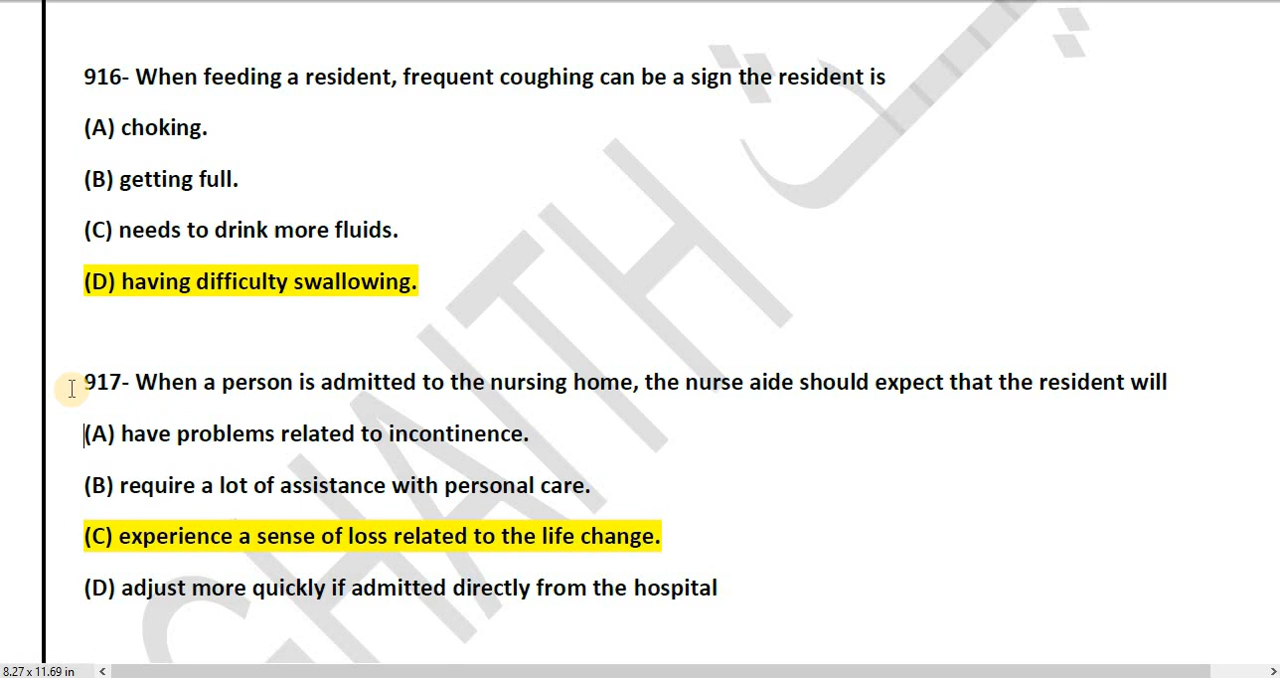 916- When feeding a resident, frequent coughing can be a sign the resident is
(A) choking.
(B) getting full.
(C) needs to drink more fluids.
(D) having difficulty swallowing.
917- When a person is admitted to the nursing home, the nurse aide should expect that the resident will
(A) have problems related to incontinence.
(B) require a lot of assistance with personal care.
(C) experience a sense of loss related to the life change.
(D) adjust more quickly if admitted directly from the hospital
GHAITH
8.27 x 11.69 in